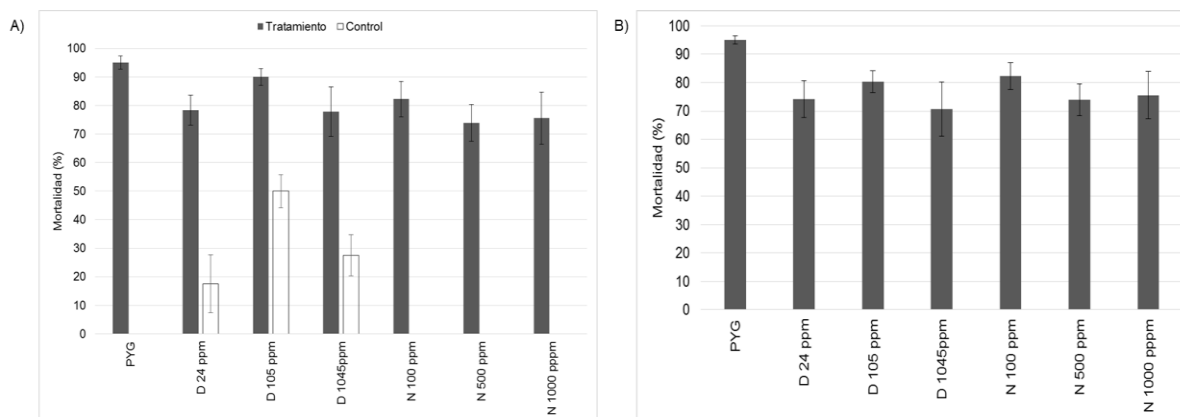 A)
Tratamiento Control
Mortalidad (%)
100
90
80
70
60
50
40
30
20
10
0
PYG
D 24 ppm
D 105 ppm
D 1045ppm
N 100 ppm
N 500 ppm
N 1000 pppm
B)
Mortalidad (%)
100
90
80
70
60
50
40
30
20
10
0
PYG
D 24 ppm
D 105 ppm
D 1045ppm
N 100 ppm
N 500 ppm
N 1000 pppm